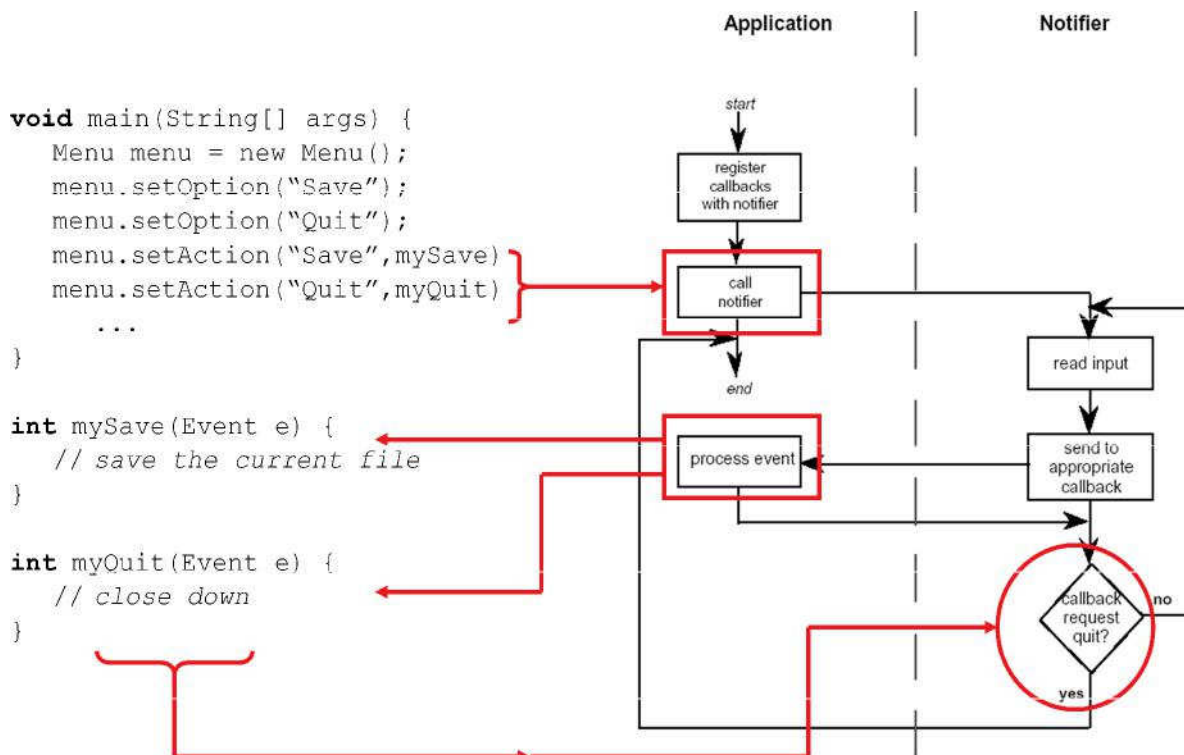 Application
Notifier
void main(String[] args) {
Menu menu = new Menu();
menu.setOption(“Save”);
menu.setOption(“Quit”);
menu.setAction(“Save”,mySave)
menu.setAction(“Quit”,myQuit)
...
}
int mySave(Event e) {
// save the current file
}
int myQuit(Event e) {
// close down
}
start
register
callbacks
with notifier
call
notifier
end
process event
read input
send to
appropriate
callback
callback
request
quit?
no
yes